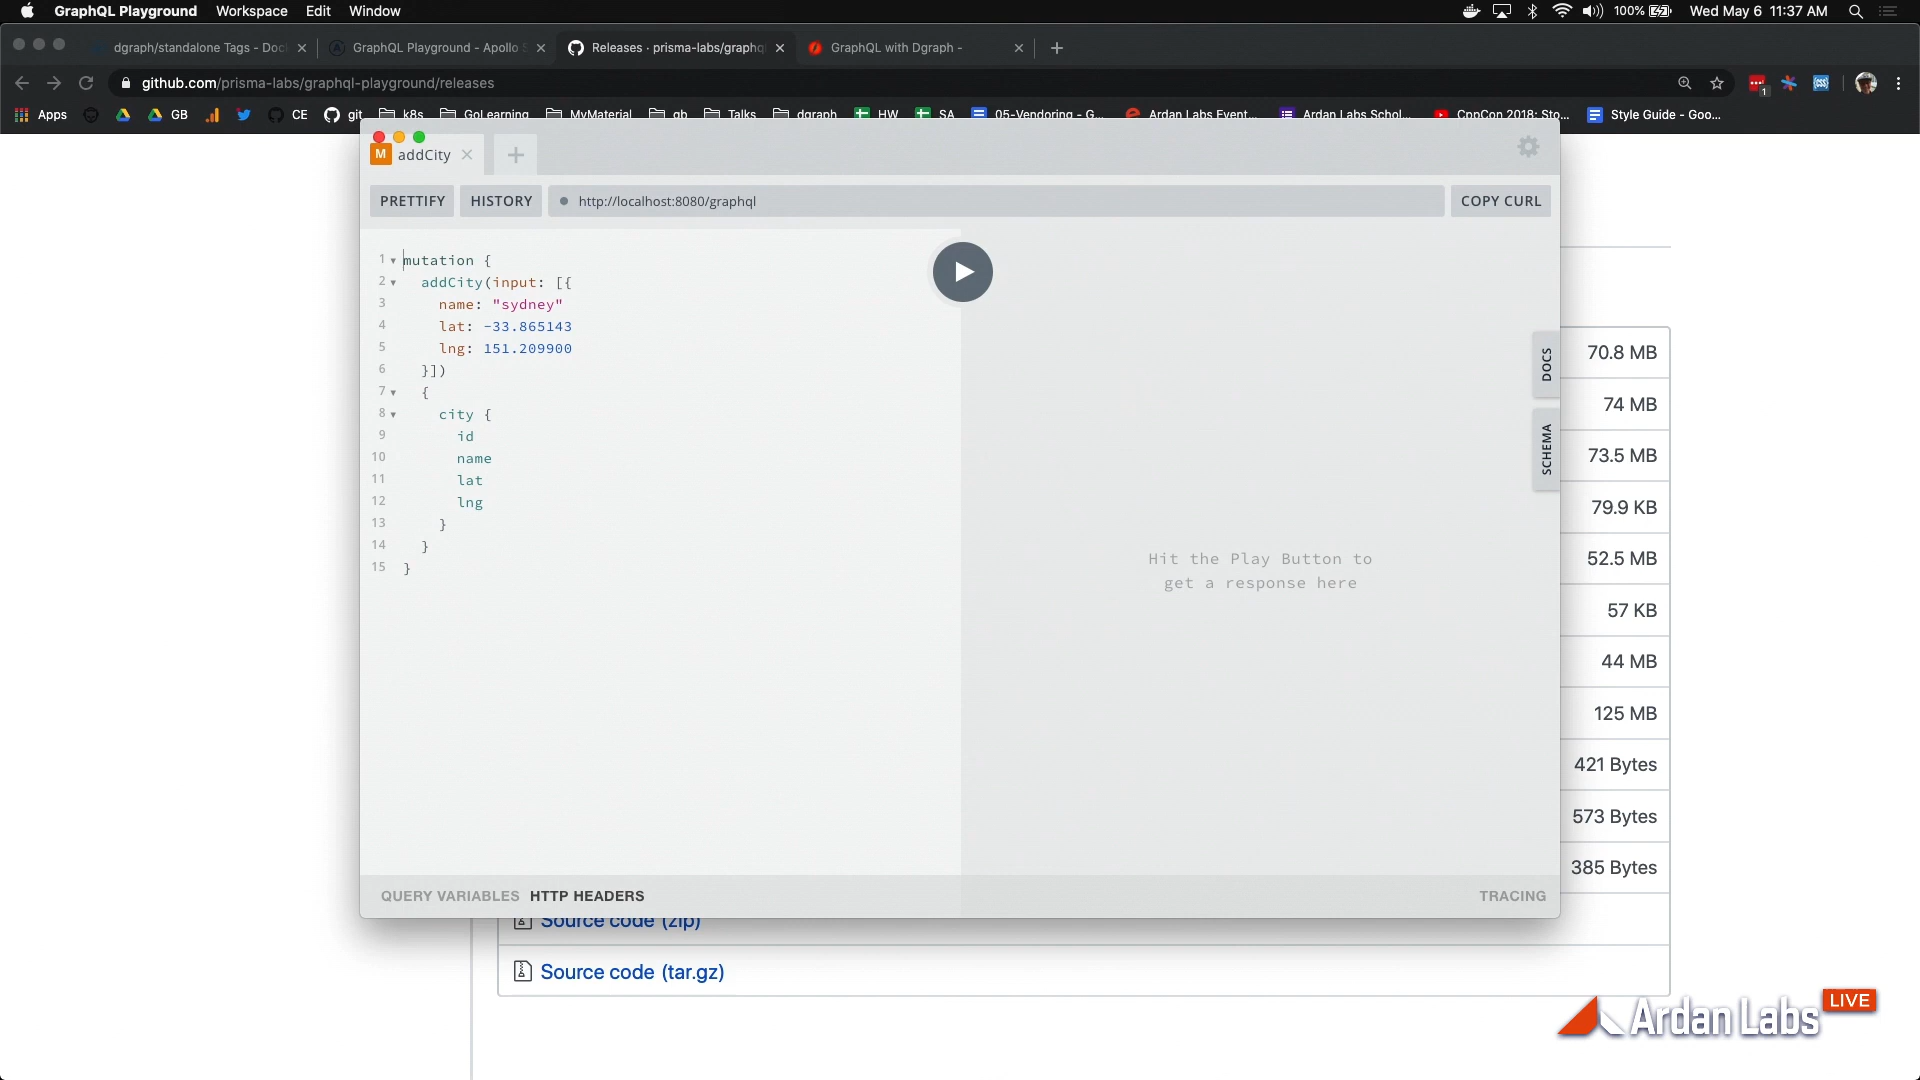 GraphQL Playground Workspace Edit Window 100% Wed May 6 11:37 AM
dgraph/standalone Tags - Doc GraphQL Playground - Apollo S Releases · prisma-labs/graphq GraphQL with Dgraph -
github.com/prisma-labs/graphql-playground/releases
Apps GB CE git k8s GoLearning MyMaterial gb Talks dgraph HW SA 05-Vendoring - G... Ardan Labs Event... Ardan Labs Schol... CppCon 2018: Sto... Style Guide - Goo...
M addCity
PRETTIFY HISTORY http://localhost:8080/graphql COPY CURL
1 mutation {
2 addCity(input: [{
3 name: "sydney"
4 lat: -33.865143
5 lng: 151.209900
6 }])
7 {
8 city {
9 id
10 name
11 lat
12 lng
13 }
14 }
15 }
Hit the Play Button to
get a response here
DOCS
SCHEMA
70.8 MB
74 MB
73.5 MB
79.9 KB
52.5 MB
57 KB
44 MB
125 MB
421 Bytes
573 Bytes
385 Bytes
QUERY VARIABLES HTTP HEADERS TRACING
Source code (zip)
Source code (tar.gz)
Ardan Labs LIVE